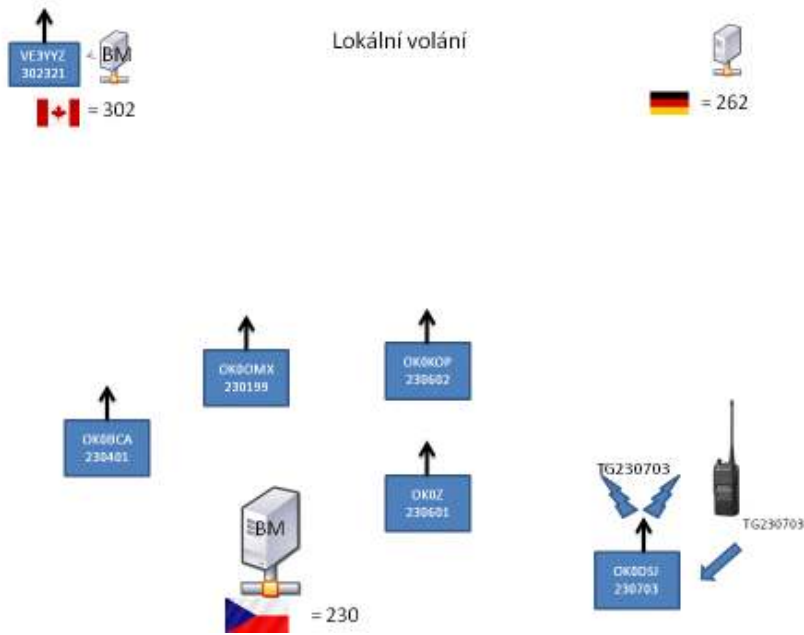 VE3YYZ
302321
BM
Lokální volání
= 302
= 262
OK0OMX
230199
OK0KOP
230602
OK0BCA
230401
OK0Z
230601
BM
TG230703
TG230703
OK0DSJ
230703
= 230